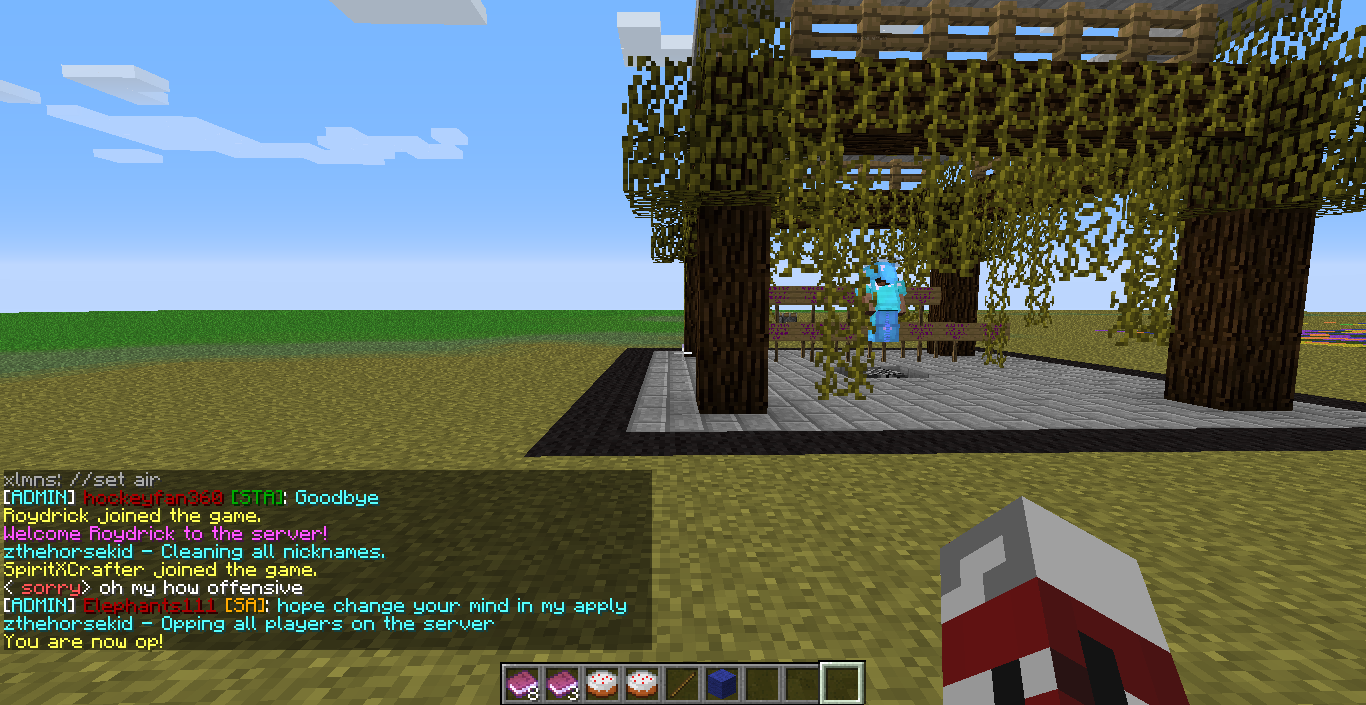 xlmns: //set air
[ADMIN] hockeyfan360 [STA]: Goodbye
Roydrick joined the game.
Welcome Roydrick to the server!
zthehorsekid - Cleaning all nicknames.
SpiritXCrafter joined the game.
< sorry> oh my how offensive
[ADMIN] Elephants111 [SA]: hope change your mind in my apply
zthehorsekid - Opping all players on the server
You are now op!
8 3